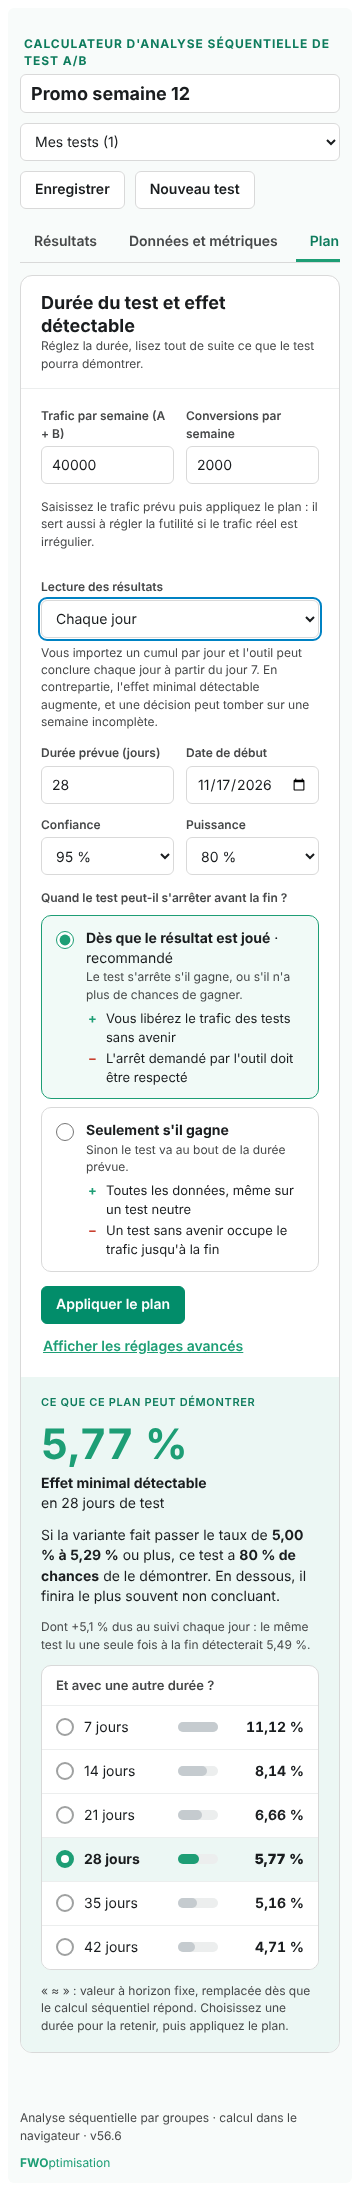 CALCULATEUR D'ANALYSE SÉQUENTIELLE DE
TEST A/B
Promo semaine 12
Mes tests (1)
Enregistrer
Nouveau test
Résultats
Données et métriques
Plan
Durée du test et effet
détectable
Réglez la durée, lisez tout de suite ce que le test
pourra démontrer.
Trafic par semaine (A
+ B)
Conversions par
semaine
40000
2000
Saisissez le trafic prévu puis appliquez le plan : il
sert aussi à régler la futilité si le trafic réel est
irrégulier.
Lecture des résultats
Chaque jour
Vous importez un cumul par jour et l'outil peut
conclure chaque jour à partir du jour 7. En
contrepartie, l'effet minimal détectable
augmente, et une décision peut tomber sur une
semaine incomplète.
Durée prévue (jours)
Date de début
28
11/17/2026
Confiance
Puissance
95 %
80 %
Quand le test peut-il s'arrêter avant la fin ?
Dès que le résultat est joué ·
recommandé
Le test s'arrête s'il gagne, ou s'il n'a
plus de chances de gagner.
+ Vous libérez le trafic des tests
sans avenir
− L'arrêt demandé par l'outil doit
être respecté
Seulement s'il gagne
Sinon le test va au bout de la durée
prévue.
+ Toutes les données, même sur
un test neutre
− Un test sans avenir occupe le
trafic jusqu'à la fin
Appliquer le plan
Afficher les réglages avancés
CE QUE CE PLAN PEUT DÉMONTRER
5,77 %
Effet minimal détectable
en 28 jours de test
Si la variante fait passer le taux de 5,00
% à 5,29 % ou plus, ce test a 80 % de
chances de le démontrer. En dessous, il
finira le plus souvent non concluant.
Dont +5,1 % dus au suivi chaque jour : le même
test lu une seule fois à la fin détecterait 5,49 %.
Et avec une autre durée ?
7 jours 11,12 %
14 jours 8,14 %
21 jours 6,66 %
28 jours 5,77 %
35 jours 5,16 %
42 jours 4,71 %
« ≈ » : valeur à horizon fixe, remplacée dès que
le calcul séquentiel répond. Choisissez une
durée pour la retenir, puis appliquez le plan.
Analyse séquentielle par groupes · calcul dans le
navigateur · v56.6
FWOptimisation